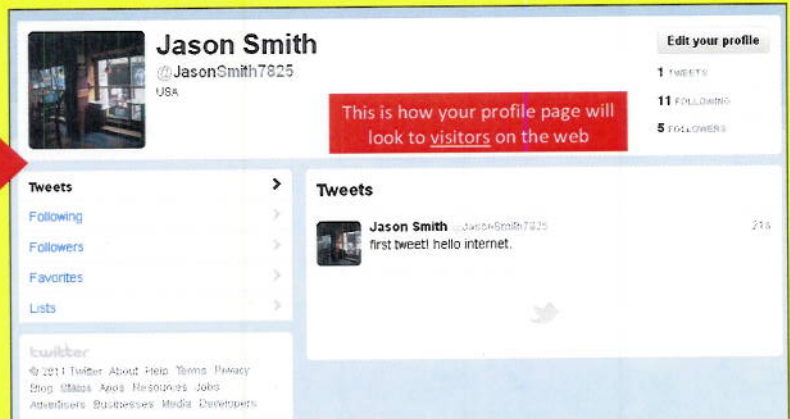 Jason Smith
@JasonSmith7825
USA
Edit your profile
1 TWEETS
11 FOLLOWING
5 FOLLOWERS
This is how your profile page will
look to visitors on the web
Tweets
Following
Followers
Favorites
Lists
twitter
© 2011 Twitter About Help Terms Privacy
Blog Status Apps Resources Jobs
Advertisers Businesses Media Developers
Tweets
Jason Smith @JasonSmith7825
first tweet! hello internet.